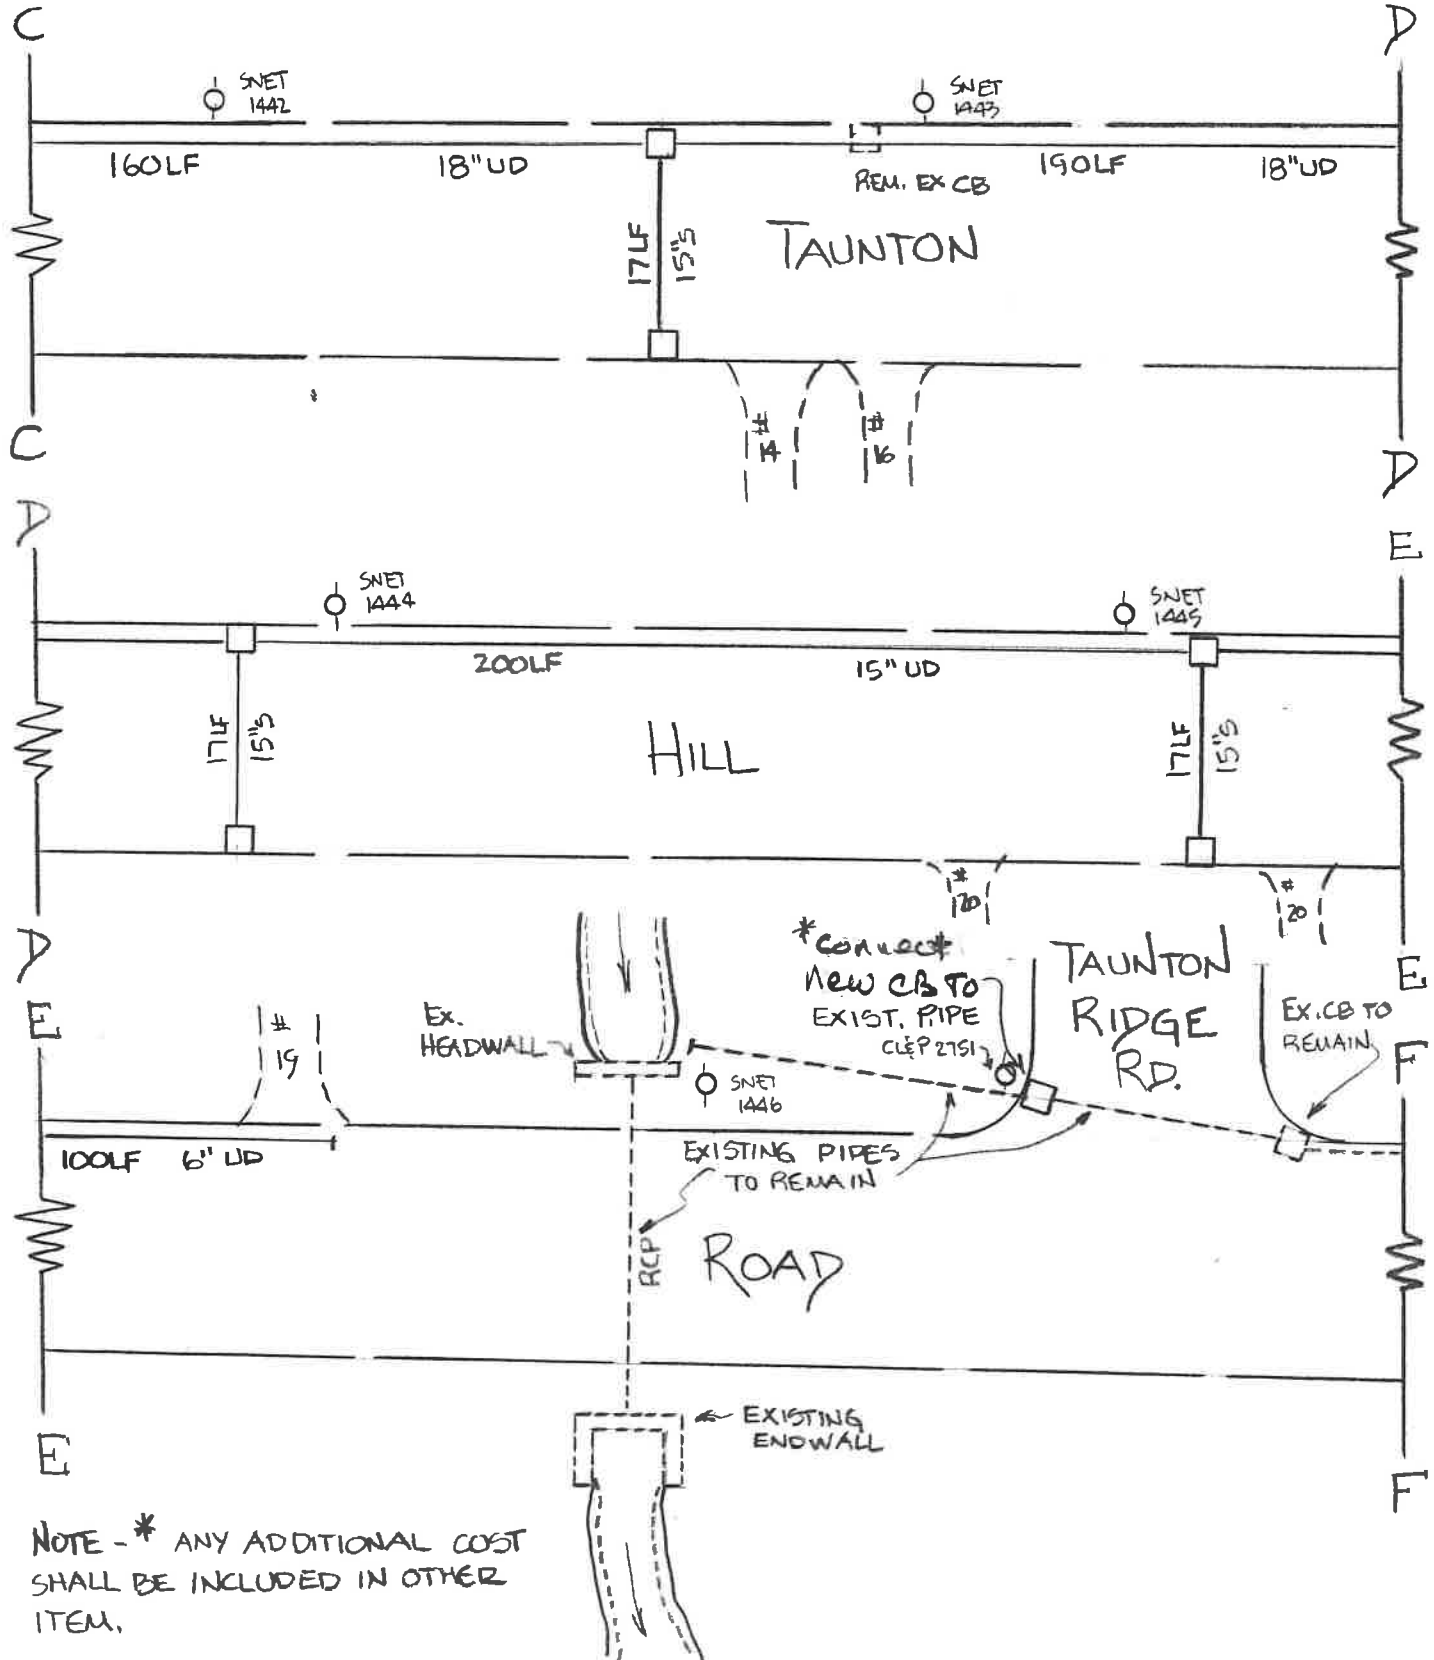 C
D
SNET
1442
SNET
1443
160LF
18"UD
REM. EX CB
190LF
18"UD
17LF
15"S
TAUNTON
#
14
#
16
C
D
D
E
SNET
1444
SNET
1445
200LF
15"UD
17LF
15"S
HILL
17LF
15"S
#
20
#
20
D
E
E
F
#
19
Ex.
HEADWALL
*connect
New CB TO
EXIST. PIPE
CL&P 2751
TAUNTON
RIDGE
RD.
EX.CB TO
REMAIN
SNET
1446
100LF 6"UD
EXISTING PIPES
TO REMAIN
RCP
ROAD
EXISTING
ENDWALL
E
F
NOTE - * ANY ADDITIONAL COST
SHALL BE INCLUDED IN OTHER
ITEM.